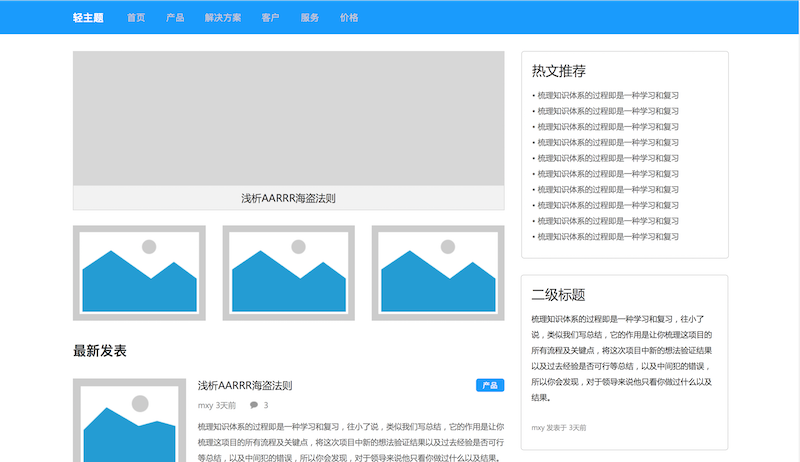 轻主题 首页 产品 解决方案 客户 服务 价格
浅析AARRR海盗法则
最新发表
浅析AARRR海盗法则 产品
mxy 3天前 3
梳理知识体系的过程即是一种学习和复习，往小了说，类似我们写总结，它的作用是让你
梳理这项目的所有流程及关键点，将这次项目中新的想法验证结果以及过去经验是否可行
等总结，以及中间犯的错误，所以你会发现，对于领导来说他只看你做过什么以及结果。
热文推荐
• 梳理知识体系的过程即是一种学习和复习
• 梳理知识体系的过程即是一种学习和复习
• 梳理知识体系的过程即是一种学习和复习
• 梳理知识体系的过程即是一种学习和复习
• 梳理知识体系的过程即是一种学习和复习
• 梳理知识体系的过程即是一种学习和复习
• 梳理知识体系的过程即是一种学习和复习
• 梳理知识体系的过程即是一种学习和复习
• 梳理知识体系的过程即是一种学习和复习
• 梳理知识体系的过程即是一种学习和复习
二级标题
梳理知识体系的过程即是一种学习和复习，往小了
说，类似我们写总结，它的作用是让你梳理这项目的
所有流程及关键点，将这次项目中新的想法验证结果
以及过去经验是否可行等总结，以及中间犯的错误，
所以你会发现，对于领导来说他只看你做过什么以及
结果。
mxy 发表于 3天前